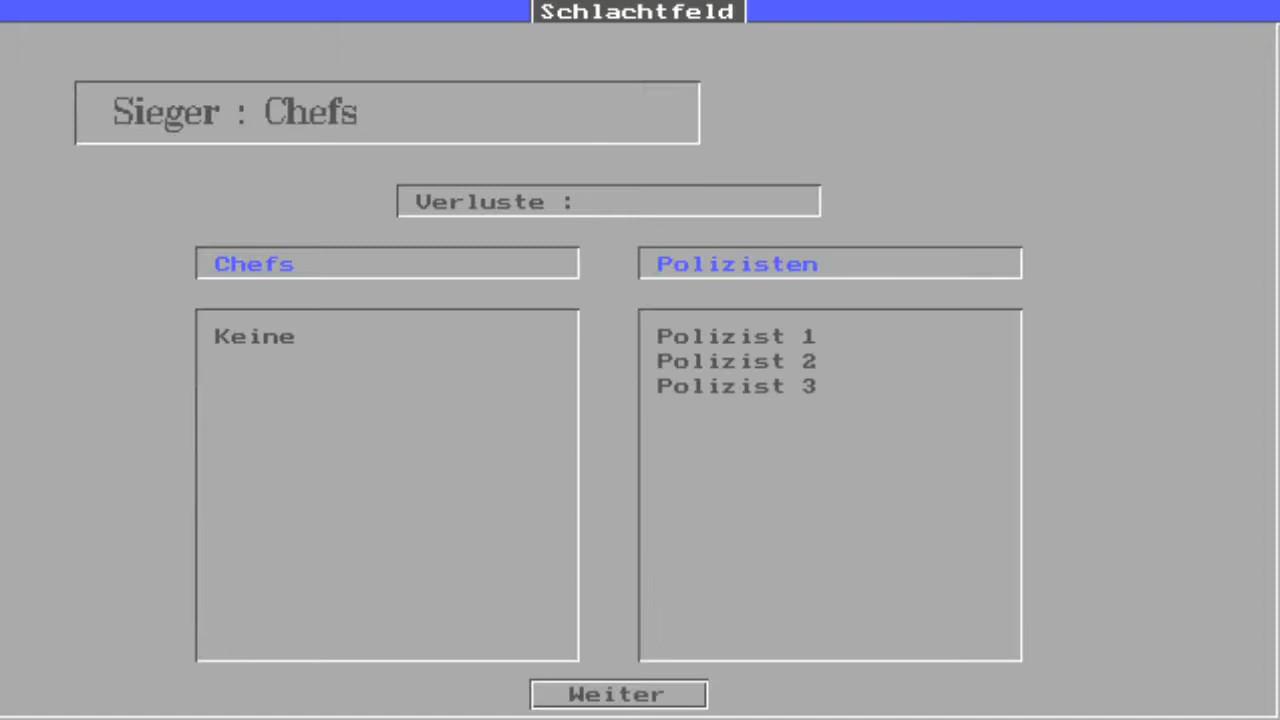 Schlachtfeld
Sieger : Chefs
Verluste :
Chefs
Keine
Polizisten
Polizist 1
Polizist 2
Polizist 3
Weiter